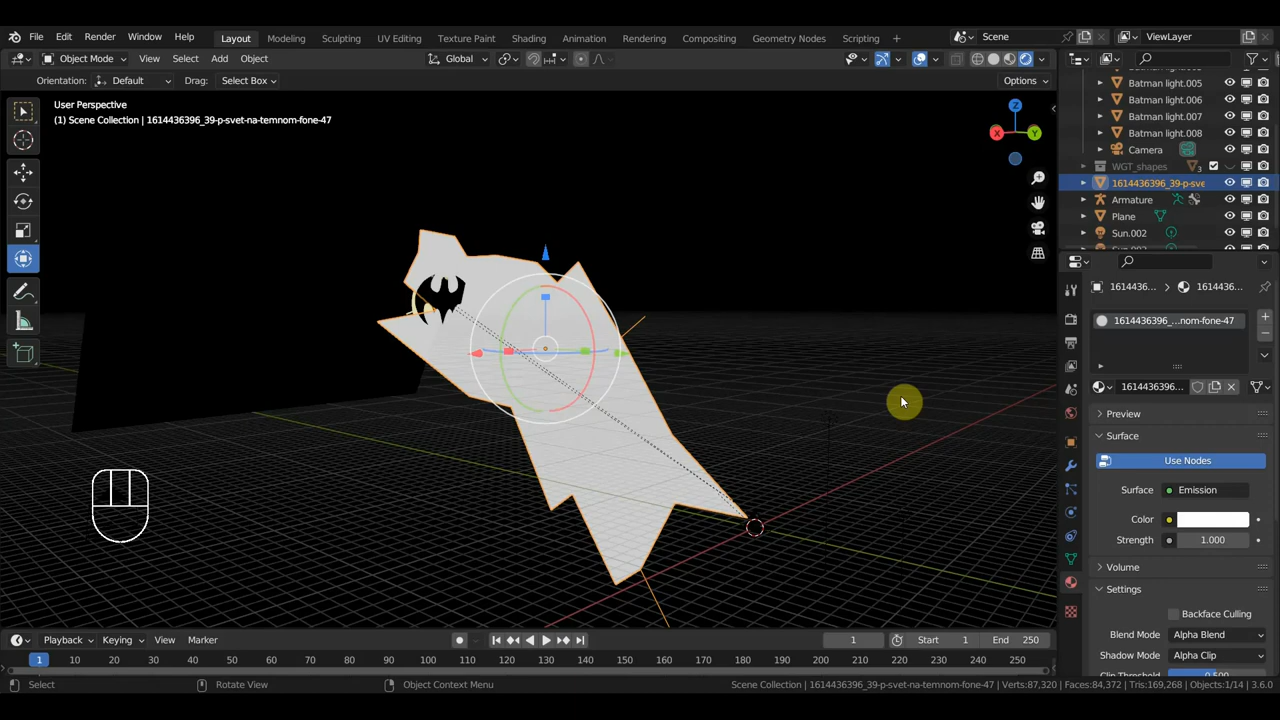 File Edit Render Window Help Layout Modeling Sculpting UV Editing Texture Paint Shading Animation Rendering Compositing Geometry Nodes Scripting + Scene ViewLayer
Object Mode View Select Add Object Global Options
Orientation: Default Drag: Select Box
User Perspective
(1) Scene Collection | 1614436396_39-p-svet-na-temnom-fone-47
X Y Z
Batman light.005
Batman light.006
Batman light.007
Batman light.008
Camera
WGT_shapes 3
1614436396_39-p-sve
Armature
Plane
Sun.002
1614436... > 1614436...
1614436_...nom-fone-47
1614436396...
Preview
Surface
Use Nodes
Surface Emission
Color
Strength 1.000
Volume
Settings
Backface Culling
Blend Mode Alpha Blend
Shadow Mode Alpha Clip
Clip Threshold 0.500
Playback Keying View Marker 1 Start 1 End 250
1 10 20 30 40 50 60 70 80 90 100 110 120 130 140 150 160 170 180 190 200 210 220 230 240 250
Select Rotate View Object Context Menu Scene Collection | 1614436396_39-p-svet-na-temnom-fone-47 | Verts:87,320 | Faces:84,372 | Tris:169,268 | Objects:1/14 | 3.6.0